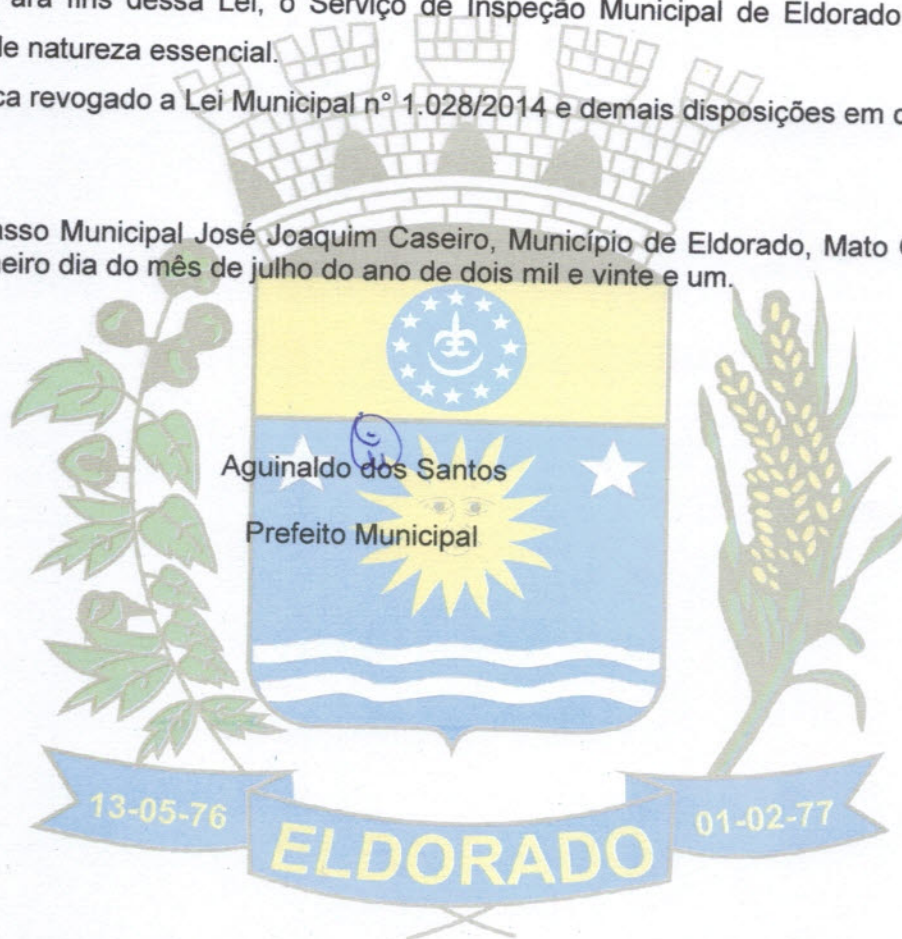 ara fins dessa Lei, o Serviço de Inspeção Municipal de Eldorado
de natureza essencial.
ca revogado a Lei Municipal n° 1.028/2014 e demais disposições em
asso Municipal José Joaquim Caseiro, Município de Eldorado, Mato
eiro dia do mês de julho do ano de dois mil e vinte e um.
Aguinaldo dos Santos
Prefeito Municipal
13-05-76
ELDORADO
01-02-77